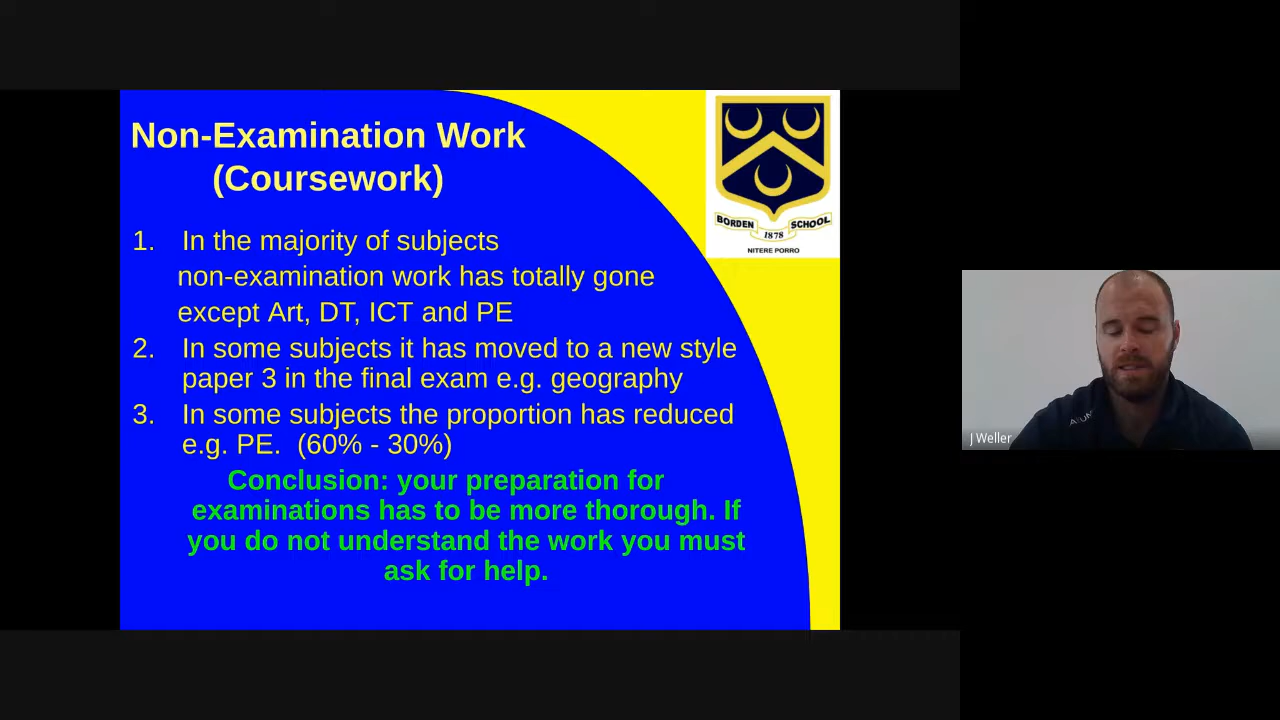 Non-Examination Work
(Coursework)
1. In the majority of subjects
non-examination work has totally gone
except Art, DT, ICT and PE
2. In some subjects it has moved to a new style
paper 3 in the final exam e.g. geography
3. In some subjects the proportion has reduced
e.g. PE. (60% - 30%)
Conclusion: your preparation for
examinations has to be more thorough. If
you do not understand the work you must
ask for help.
BORDEN SCHOOL
1878
NITERE PORRO
J Weller